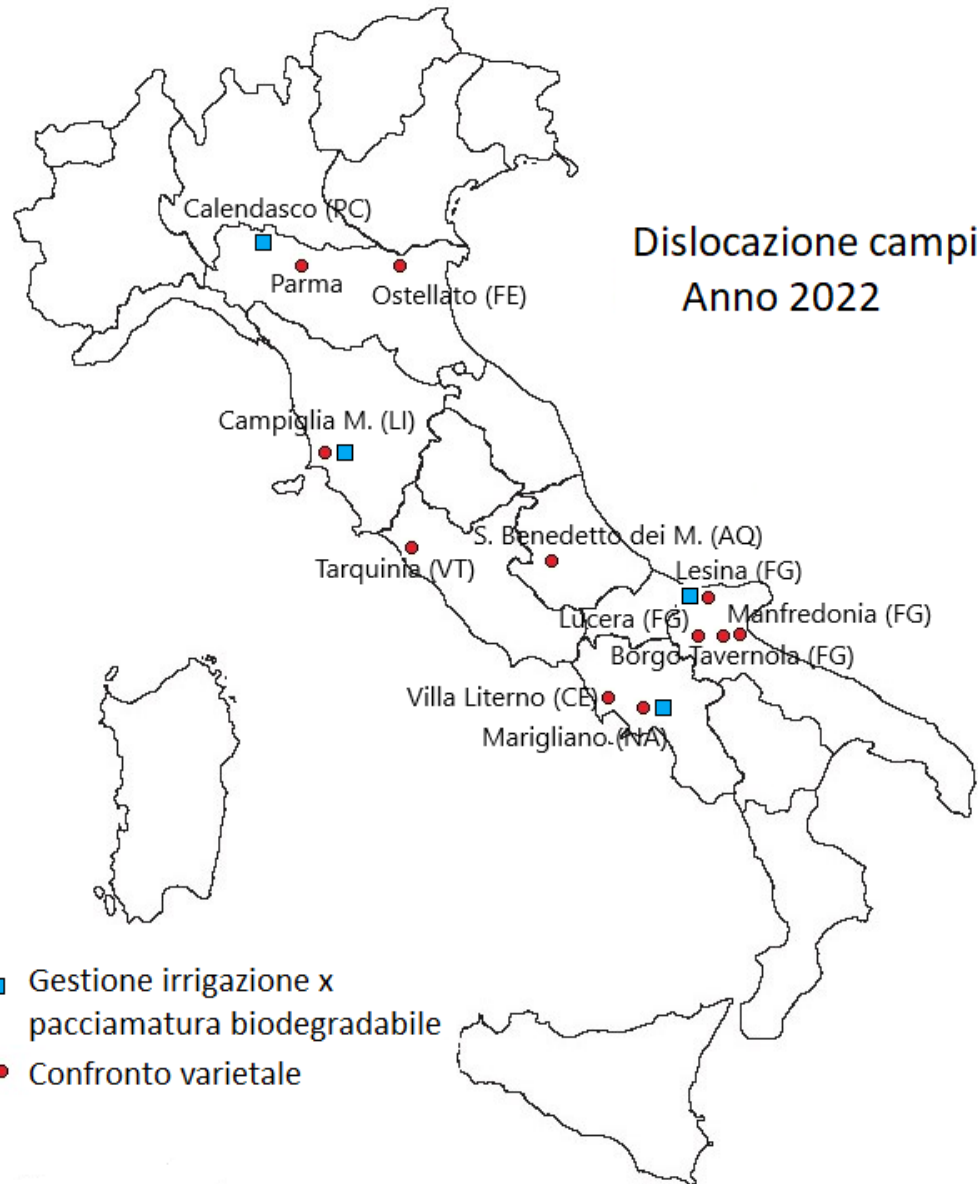 Calendasco (PC)
Dislocazione campi
Anno 2022
Parma
Ostellato (FE)
Campiglia M. (LI)
S. Benedetto dei M. (AQ)
Tarquinia (VT)
Lesina (FG)
Lucera (FG)
Manfredonia (FG)
Borgo Tavernola (FG)
Villa Literno (CE)
Marigliano (NA)
Gestione irrigazione x
pacciamatura biodegradabile
Confronto varietale